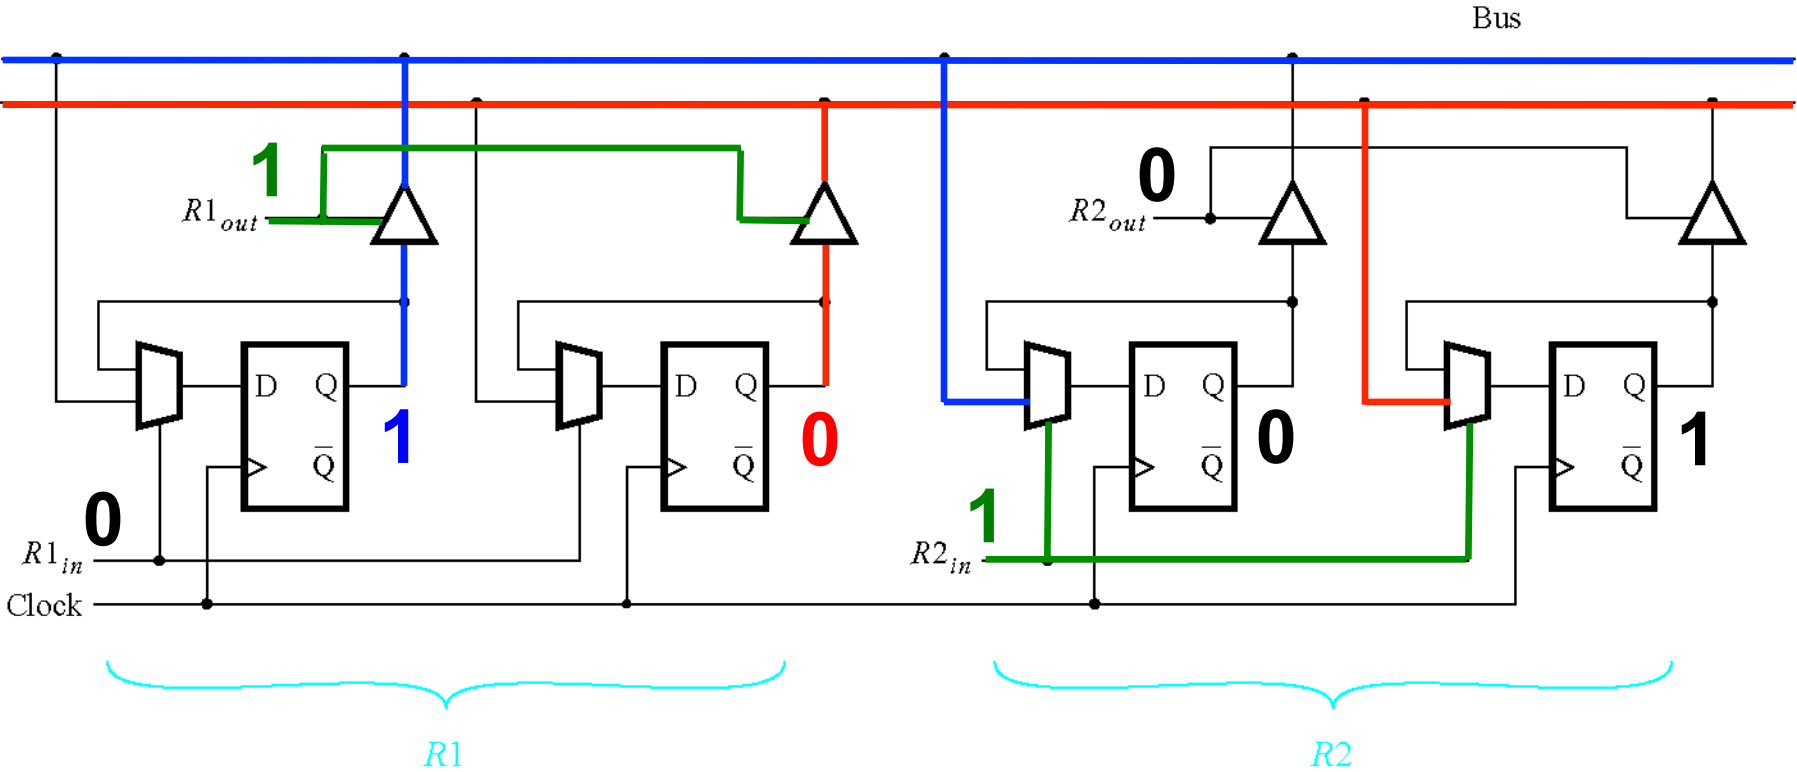 Bus
1
0
R1out
R2out
D Q
D Q
D Q
D Q
1
0
0
1
Q̅
Q̅
Q̅
Q̅
0
1
R1in
R2in
Clock
R1
R2